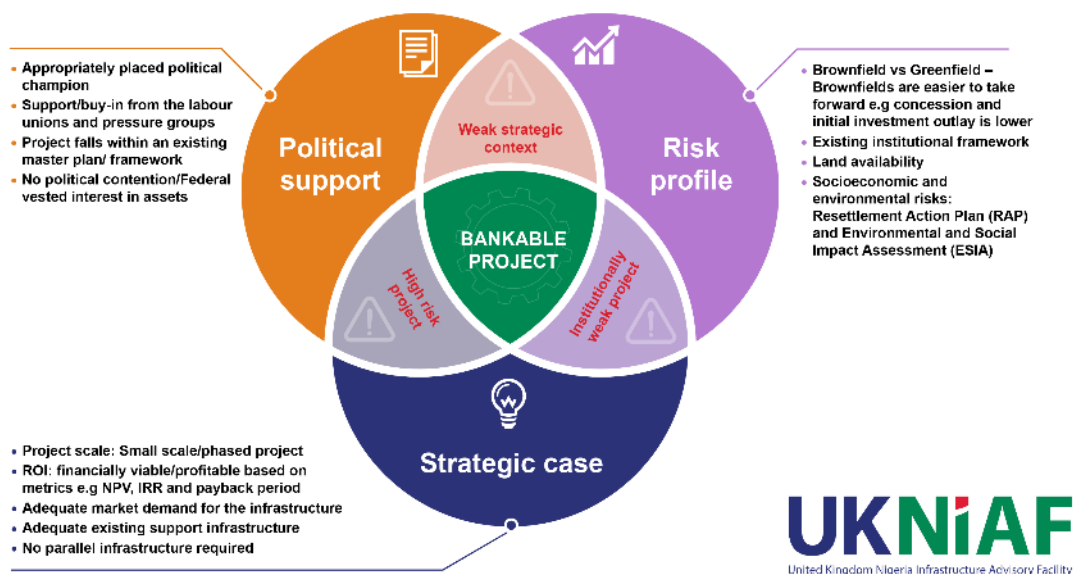 • Appropriately placed political
champion
• Support/buy-in from the labour
unions and pressure groups
• Project falls within an existing
master plan/ framework
• No political contention/Federal
vested interest in assets
Political
support
Weak strategic
context
Risk
profile
• Brownfield vs Greenfield –
Brownfields are easier to take
forward e.g concession and
initial investment outlay is lower
• Existing institutional framework
• Land availability
• Socioeconomic and
environmental risks:
Resettlement Action Plan (RAP)
and Environmental and Social
Impact Assessment (ESIA)
BANKABLE
PROJECT
High risk
project
Institutionally
weak project
Strategic case
• Project scale: Small scale/phased project
• ROI: financially viable/profitable based on
metrics e.g NPV, IRR and payback period
• Adequate market demand for the infrastructure
• Adequate existing support infrastructure
• No parallel infrastructure required
UKNiAF
United Kingdom Nigeria Infrastructure Advisory Facility